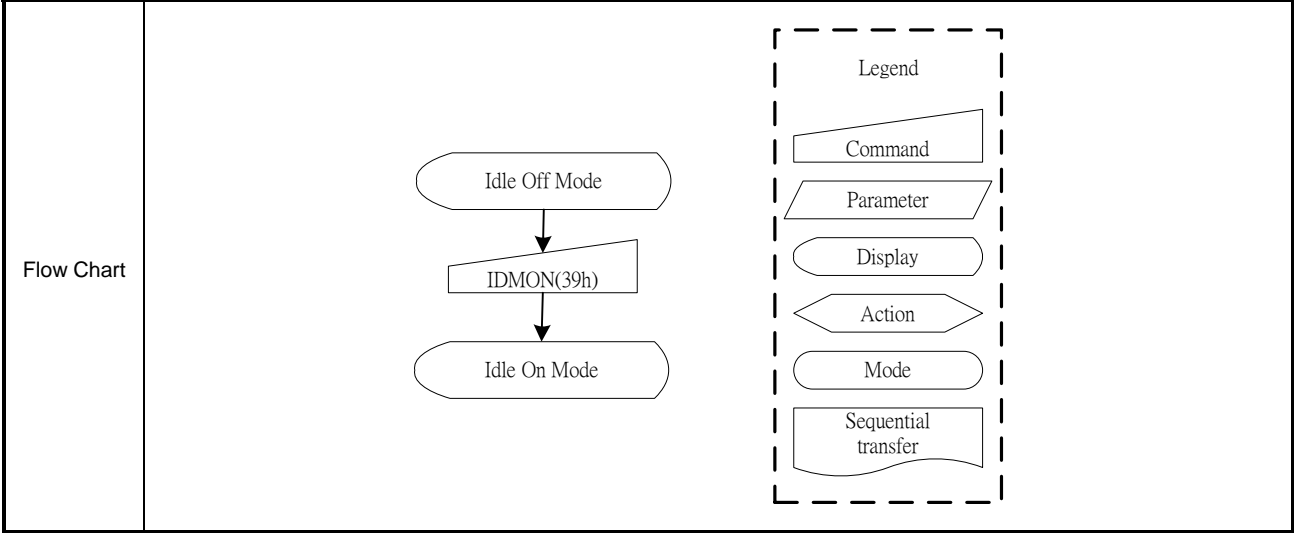 Flow Chart
Idle Off Mode
IDMON(39h)
Idle On Mode
Legend
Command
Parameter
Display
Action
Mode
Sequential
transfer